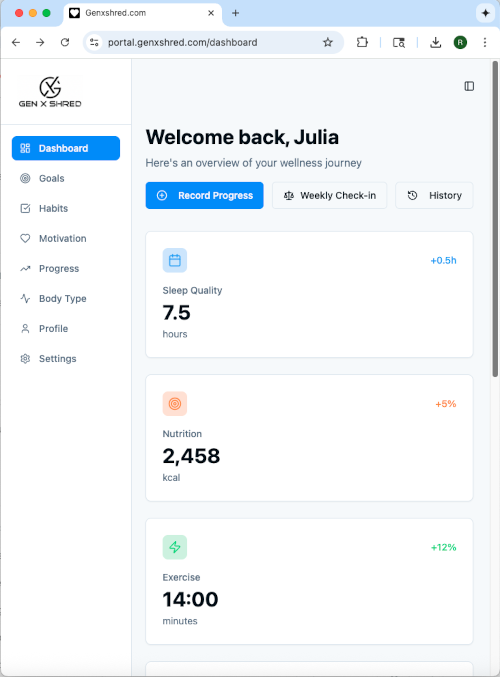 Genxshred.com
portal.genxshred.com/dashboard
R
GEN X SHRED
Dashboard
Goals
Habits
Motivation
Progress
Body Type
Profile
Settings
Welcome back, Julia
Here's an overview of your wellness journey
Record Progress
Weekly Check-in
History
+0.5h
Sleep Quality
7.5
hours
+5%
Nutrition
2,458
kcal
+12%
Exercise
14:00
minutes